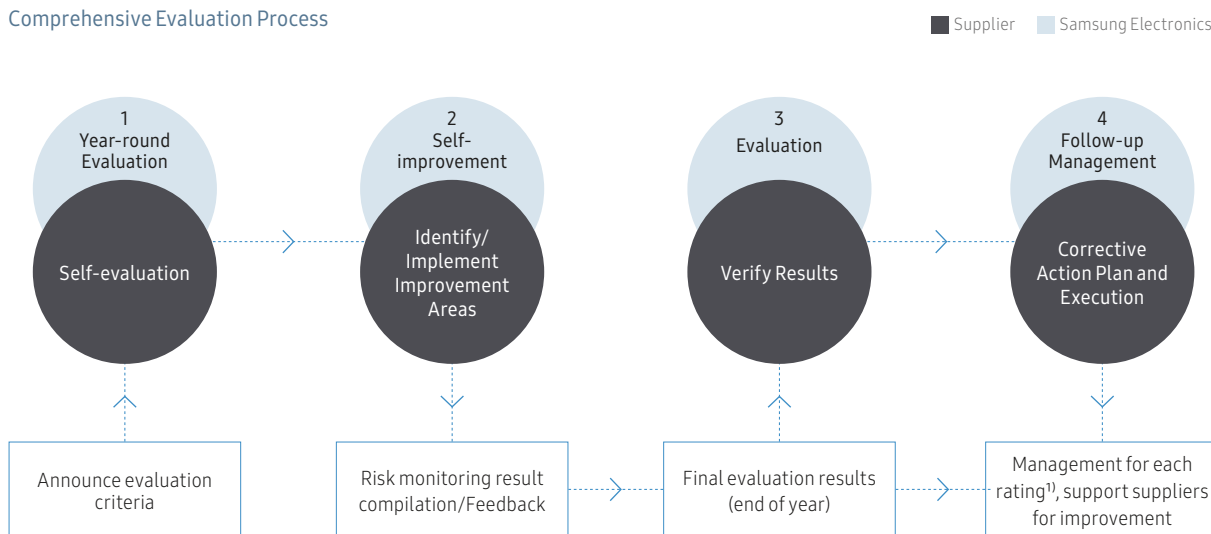 Comprehensive Evaluation Process
Supplier
Samsung Electronics
1
Year-round
Evaluation
Self-evaluation
2
Self-
improvement
Identify/
Implement
Improvement
Areas
3
Evaluation
Verify Results
4
Follow-up
Management
Corrective
Action Plan and
Execution
Announce evaluation
criteria
Risk monitoring result
compilation/Feedback
Final evaluation results
(end of year)
Management for each
rating¹⁾, support suppliers
for improvement